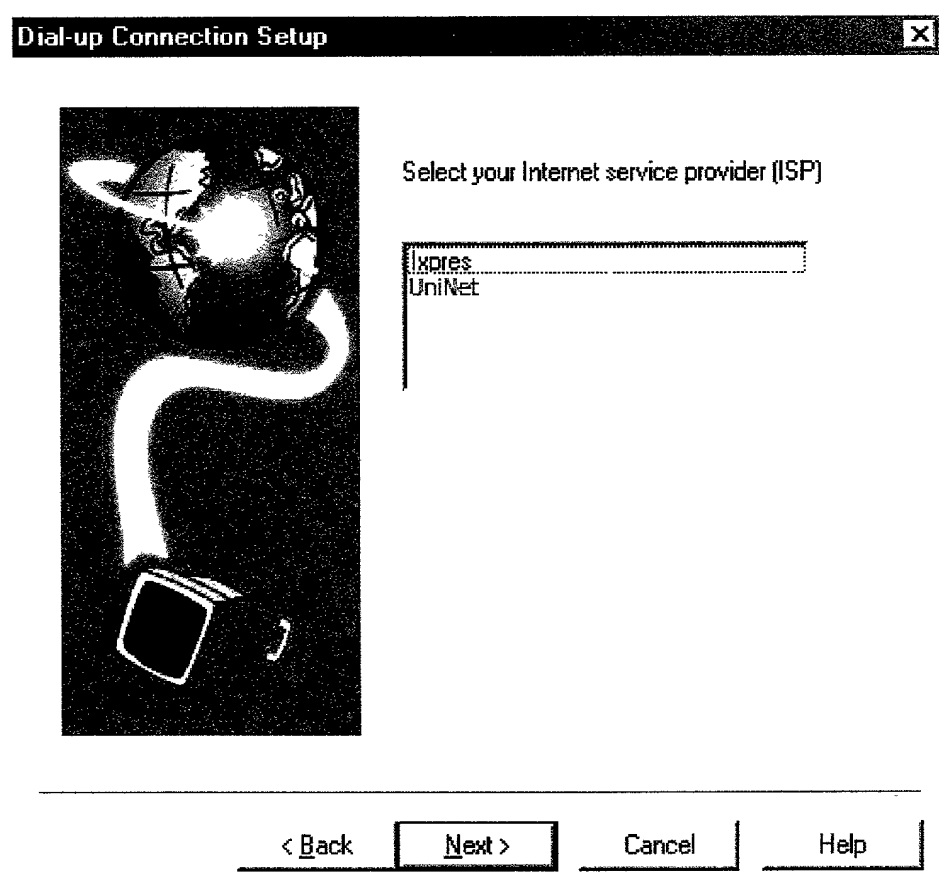 Dial-up Connection Setup
Select your Internet service provider (ISP)
Ixpres
UniNet
< Back
Next >
Cancel
Help